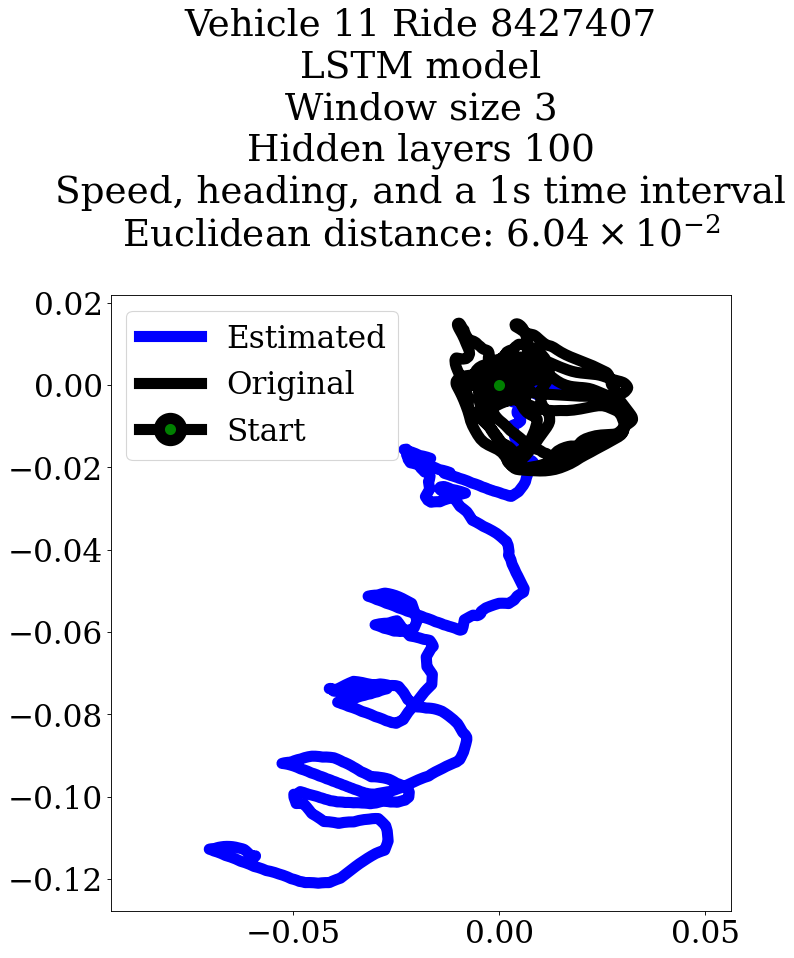 Vehicle 11 Ride 8427407
LSTM model
Window size 3
Hidden layers 100
Speed, heading, and a 1s time interval
Euclidean distance: 6.04 × 10⁻²
Estimated
Original
Start
0.02
0.00
−0.02
−0.04
−0.06
−0.08
−0.10
−0.12
−0.05
0.00
0.05